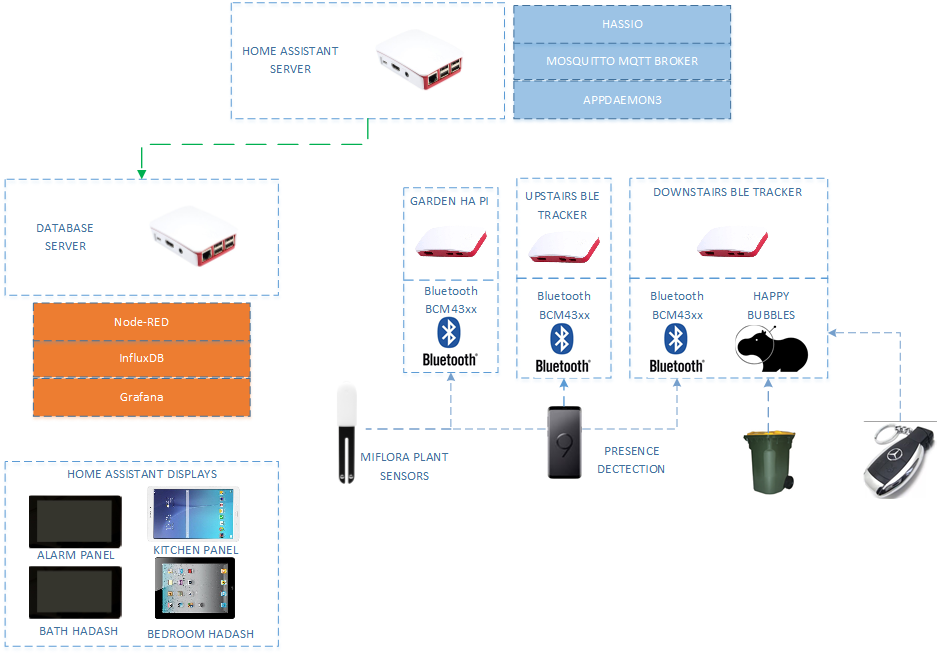 HOME ASSISTANT
SERVER
HASSIO
MOSQUITTO MQTT BROKER
APPDAEMON3
DATABASE
SERVER
Node-RED
InfluxDB
Grafana
GARDEN HA PI
Bluetooth
BCM43xx
Bluetooth®
UPSTAIRS BLE
TRACKER
Bluetooth
BCM43xx
Bluetooth®
DOWNSTAIRS BLE TRACKER
Bluetooth
BCM43xx
Bluetooth®
HAPPY
BUBBLES
MIFLORA PLANT
SENSORS
9
PRESENCE
DECTECTION
HOME ASSISTANT DISPLAYS
ALARM PANEL
KITCHEN PANEL
BATH HADASH
BEDROOM HADASH